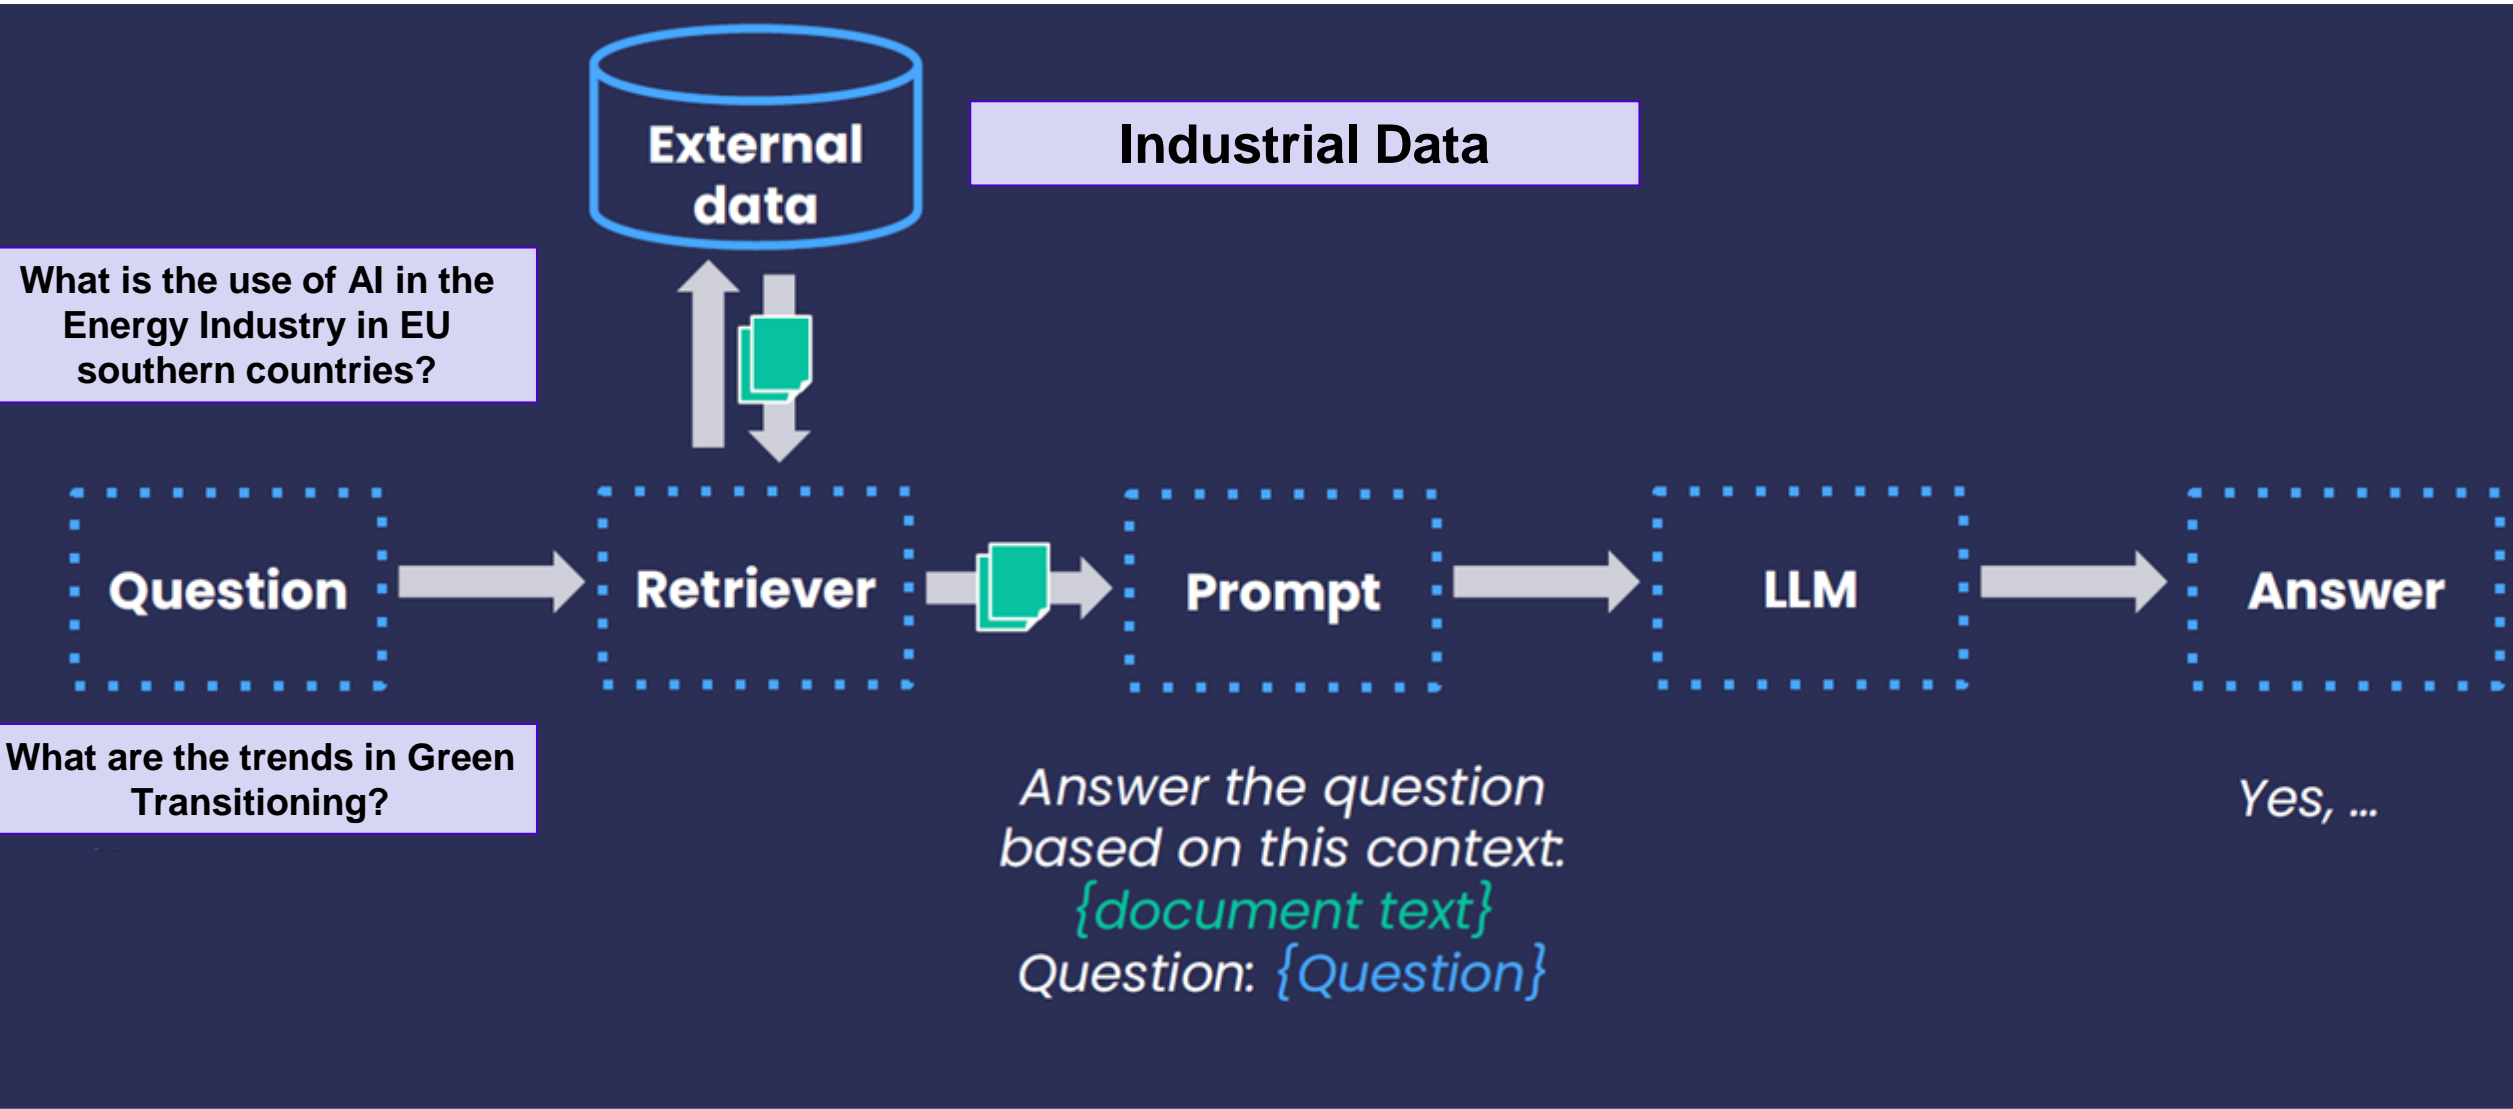 External
data
Industrial Data
What is the use of AI in the
Energy Industry in EU
southern countries?
Question
Retriever
Prompt
LLM
Answer
What are the trends in Green
Transitioning?
Answer the question
based on this context:
{document text}
Question: {Question}
Yes, ...